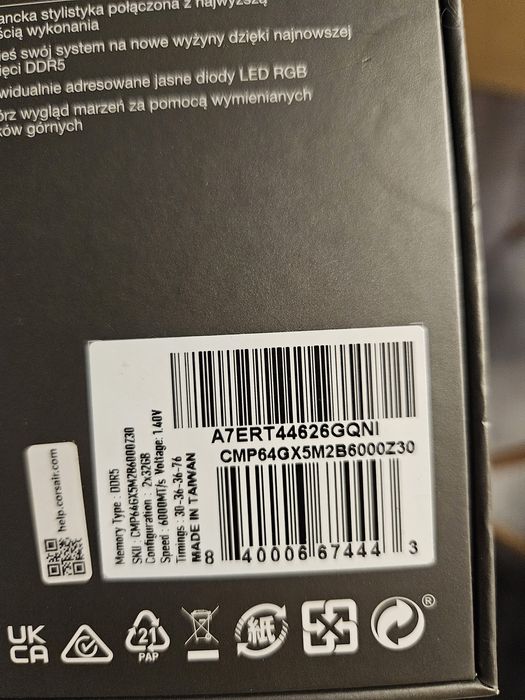 ancka stylistyka połączona z najwyższą
ścią wykonania
eś swój system na nowe wyżyny dzięki najnowszej
ięci DDR5
widualnie adresowane jasne diody LED RGB
órz wygląd marzeń za pomocą wymienianych
ków górnych
help.corsair.com
Memory Type : DDR5
SKU : CMP64GX5M2B6000Z30
Configuration : 2x32GB
Speed : 6000MT/s Voltage: 1.40V
Timings : 30-36-36-76
MADE IN TAIWAN
A7ERT44626GQNI
CMP64GX5M2B6000Z30
8 40006 67444 3
UK
CA
21
PAP
紙
®